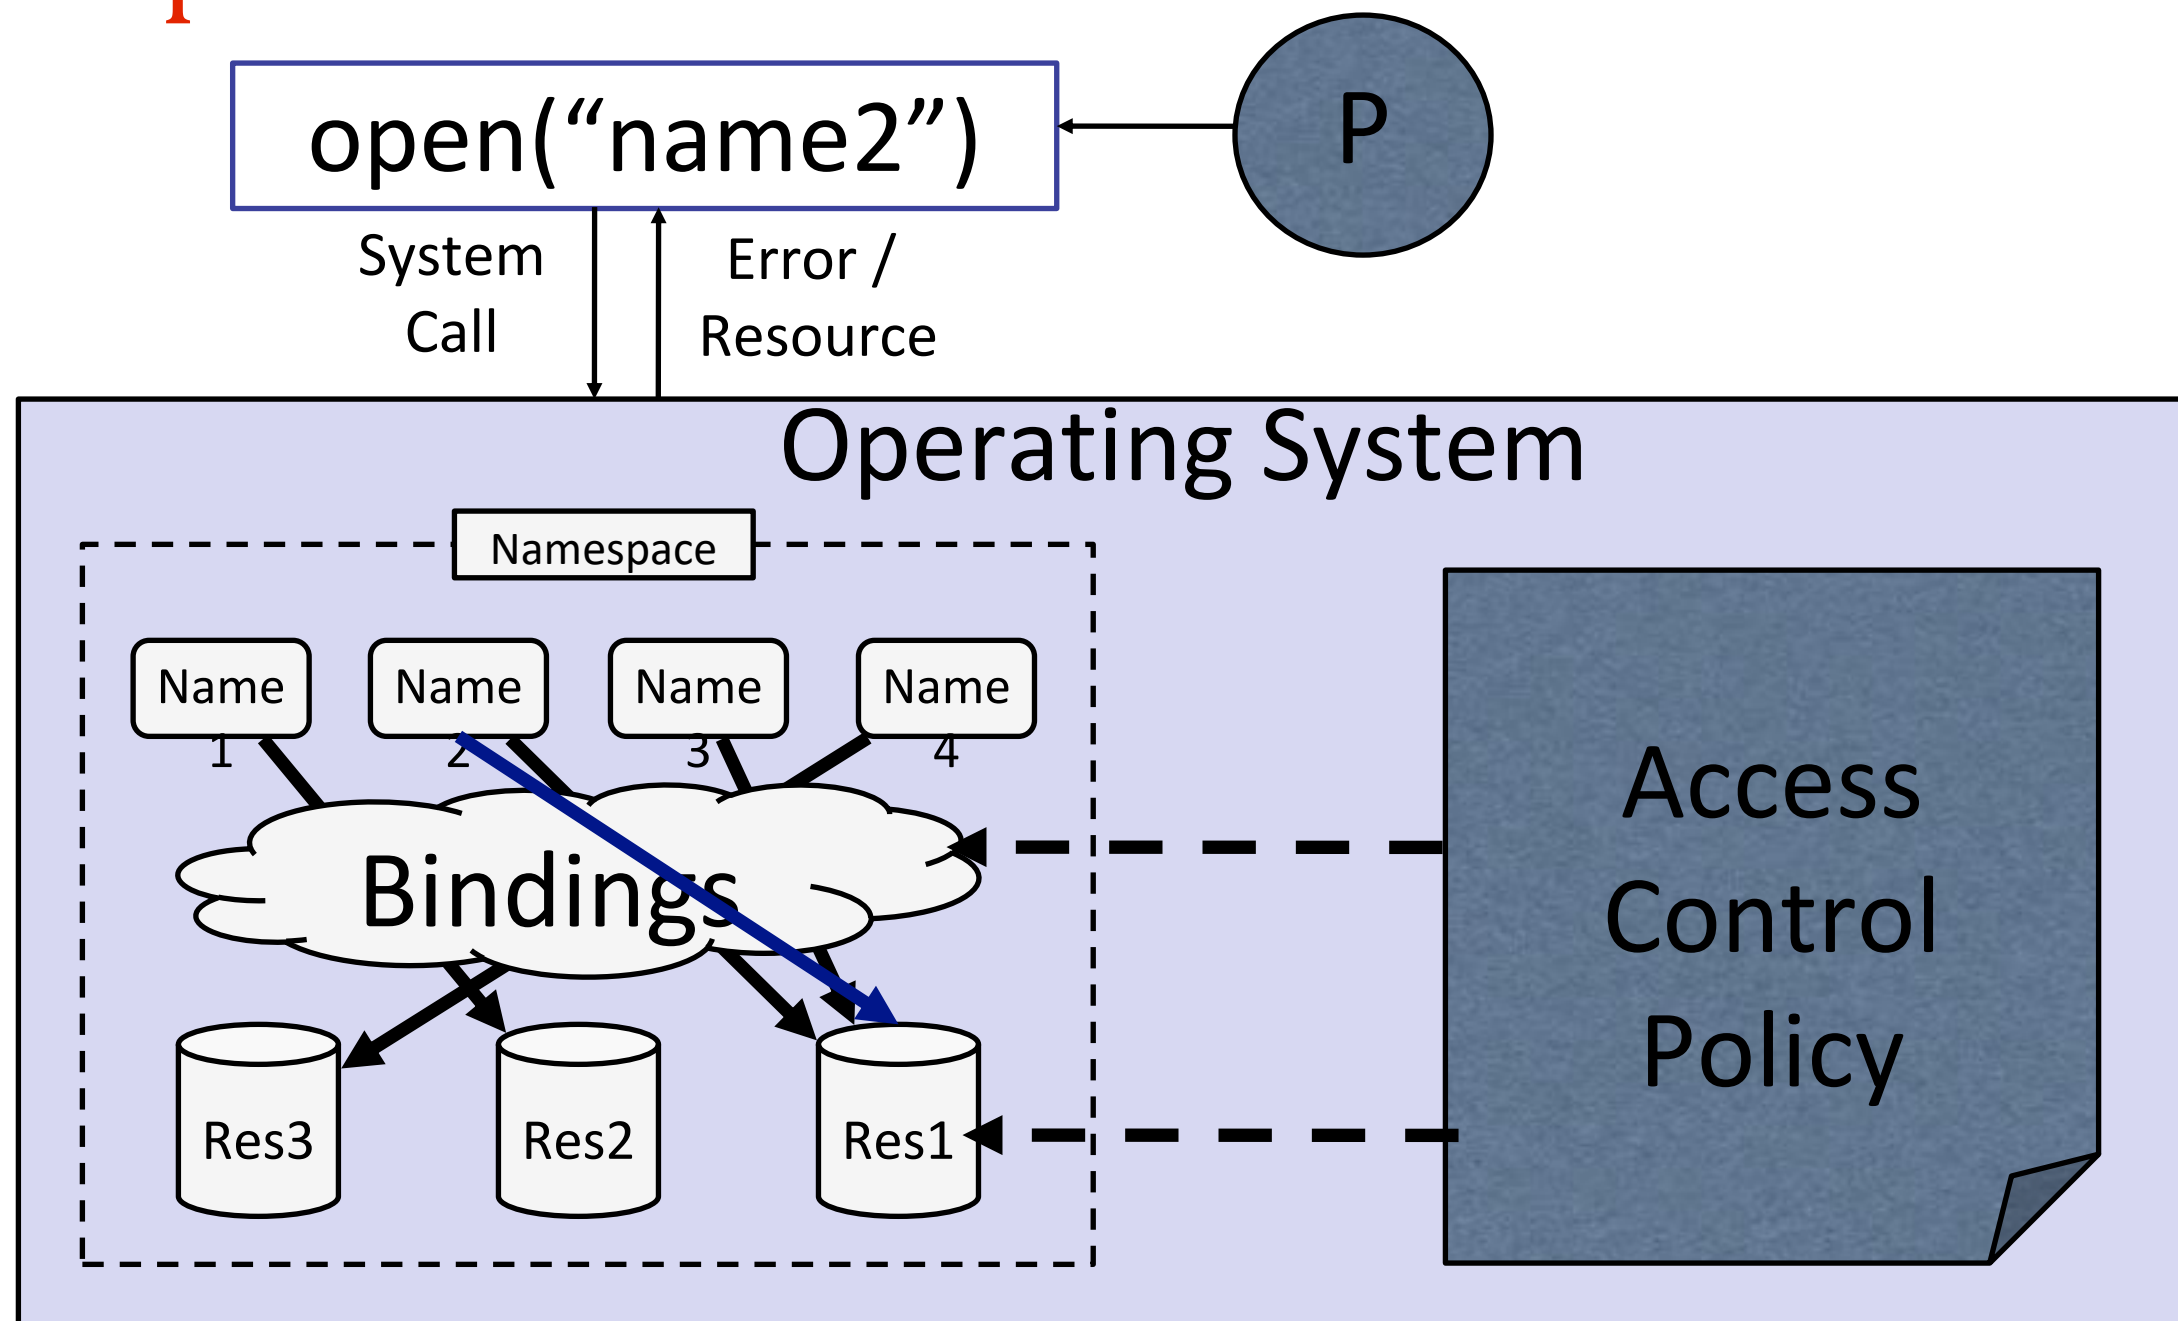 open(“name2”)
P
System
Call
Error /
Resource
Operating System
Namespace
Name
1
Name
2
Name
3
Name
4
Bindings
Res3
Res2
Res1
Access
Control
Policy